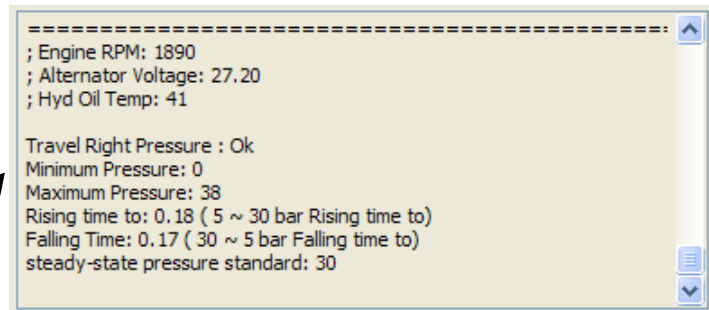 ==============================================:
; Engine RPM: 1890
; Alternator Voltage: 27.20
; Hyd Oil Temp: 41
Travel Right Pressure : Ok
Minimum Pressure: 0
Maximum Pressure: 38
Rising time to: 0.18 ( 5 ~ 30 bar Rising time to)
Falling Time: 0.17 ( 30 ~ 5 bar Falling time to)
steady-state pressure standard: 30